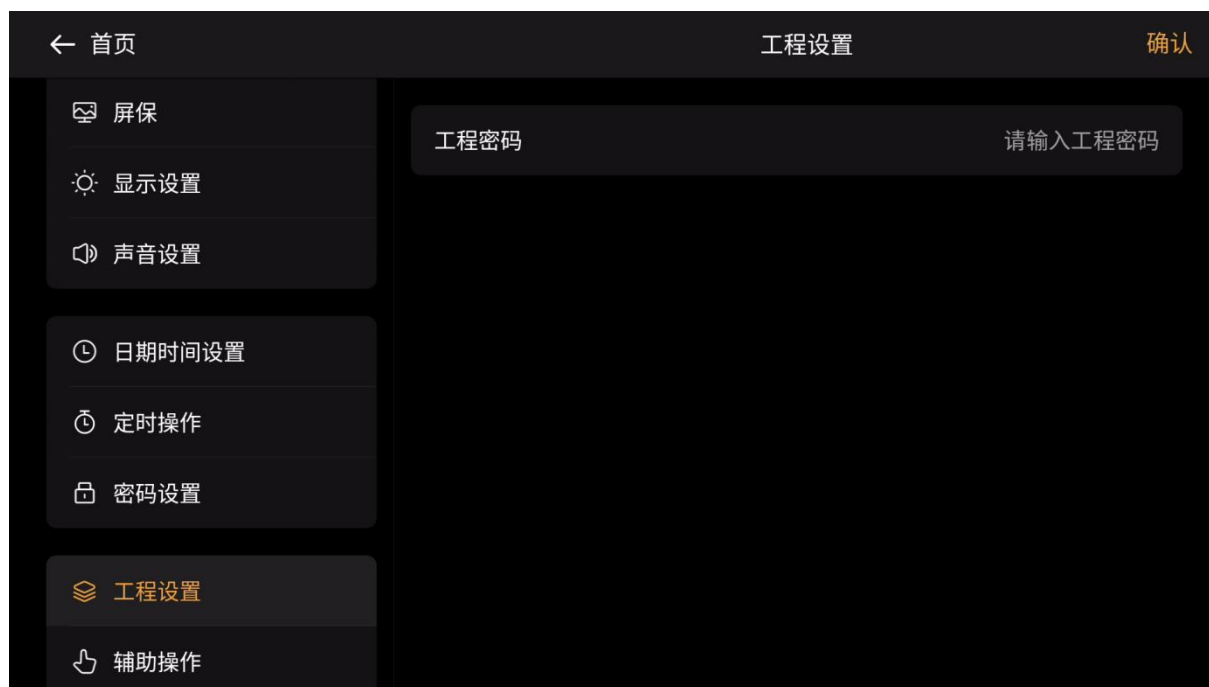 首页
工程设置
确认
屏保
显示设置
声音设置
日期时间设置
定时操作
密码设置
工程设置
辅助操作
工程密码
请输入工程密码